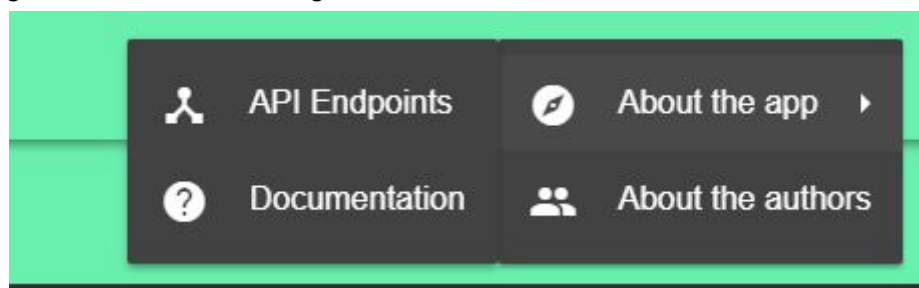 API Endpoints
About the app
Documentation
About the authors